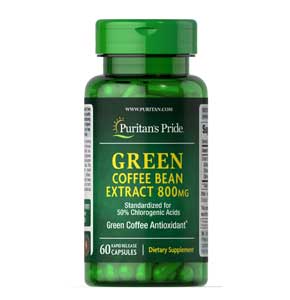 WWW.PURITAN.COM
Puritan's Pride
GREEN
COFFEE BEAN
EXTRACT 800MG
Standardized for
50% Chlorogenic Acids
Green Coffee Antioxidant*
60 RAPID RELEASE
CAPSULES
Dietary Supplement